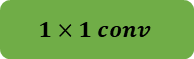 1 × 1 conv